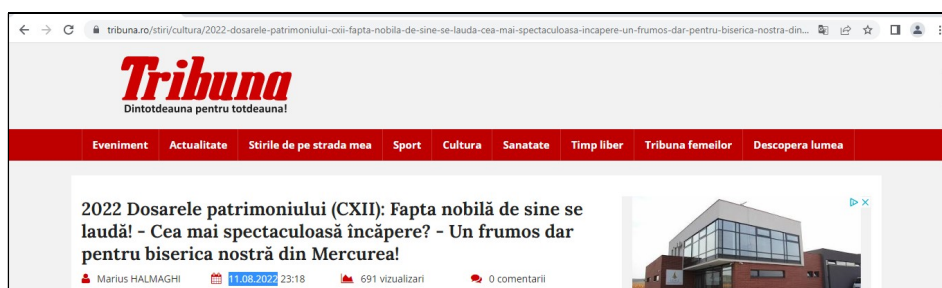 tribuna.ro/stiri/cultura/2022-dosarele-patrimoniului-cxii-fapta-nobila-de-sine-se-lauda-cea-mai-spectaculoasa-incapere-un-frumos-dar-pentru-biserica-nostra-din...
Tribuna
Dintotdeauna pentru totdeauna!
Eveniment Actualitate Stirile de pe strada mea Sport Cultura Sanatate Timp liber Tribuna femeilor Descopera lumea
2022 Dosarele patrimoniului (CXII): Fapta nobilă de sine se
laudă! - Cea mai spectaculoasă încăpere? - Un frumos dar
pentru biserica nostră din Mercurea!
Marius HALMAGHI 11.08.2022 23:18 691 vizualizari 0 comentarii